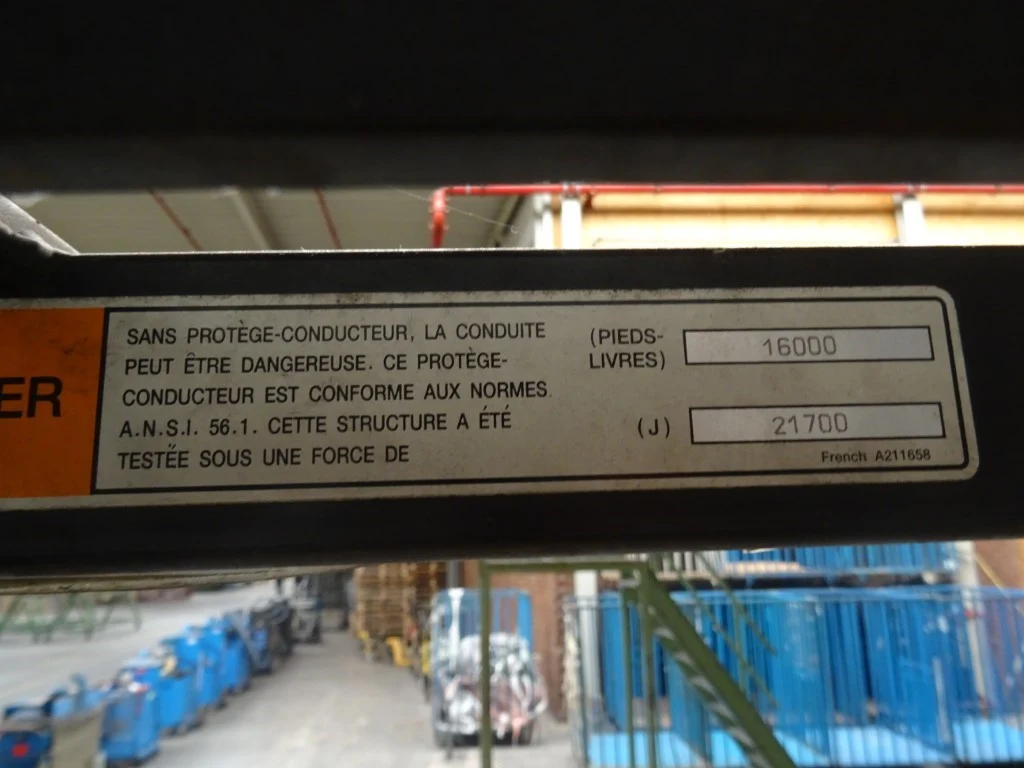 ER
SANS PROTÈGE-CONDUCTEUR, LA CONDUITE
PEUT ÊTRE DANGEREUSE. CE PROTÈGE-
CONDUCTEUR EST CONFORME AUX NORMES
A.N.S.I. 56.1. CETTE STRUCTURE A ÉTÉ
TESTÉE SOUS UNE FORCE DE
(PIEDS-
LIVRES) 16000
(J) 21700
French A211658